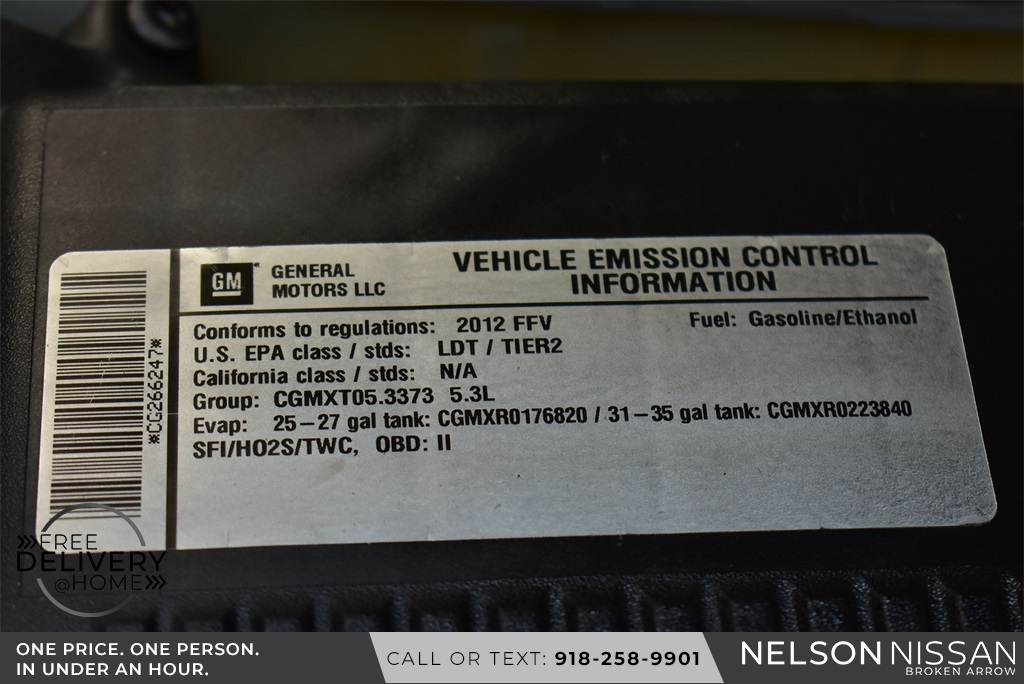 GM
GENERAL
MOTORS LLC
VEHICLE EMISSION CONTROL
INFORMATION
Conforms to regulations: 2012 FFV
Fuel: Gasoline/Ethanol
U.S. EPA class / stds: LDT / TIER2
California class / stds: N/A
Group: CGMXT05.3373 5.3L
Evap: 25-27 gal tank: CGMXR0176820 / 31-35 gal tank: CGMXR0223840
SFI/HO2S/TWC, OBD: II
*CG266247*
FREE
DELIVERY
@HOME
ONE PRICE. ONE PERSON.
IN UNDER AN HOUR.
CALL OR TEXT: 918-258-9901
NELSON NISSAN
BROKEN ARROW